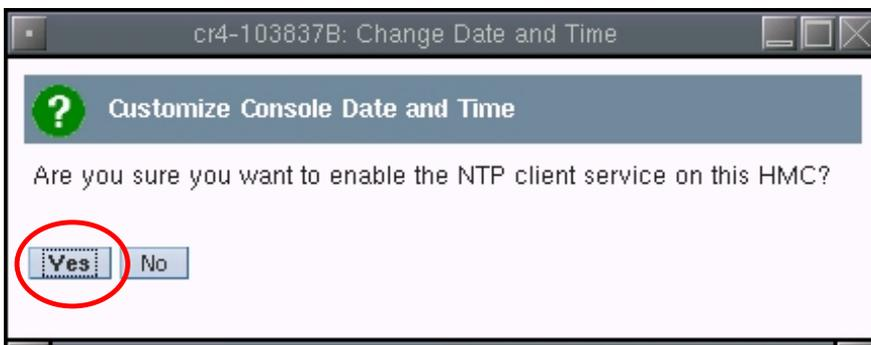 cr4-103837B: Change Date and Time
? Customize Console Date and Time
Are you sure you want to enable the NTP client service on this HMC?
Yes No